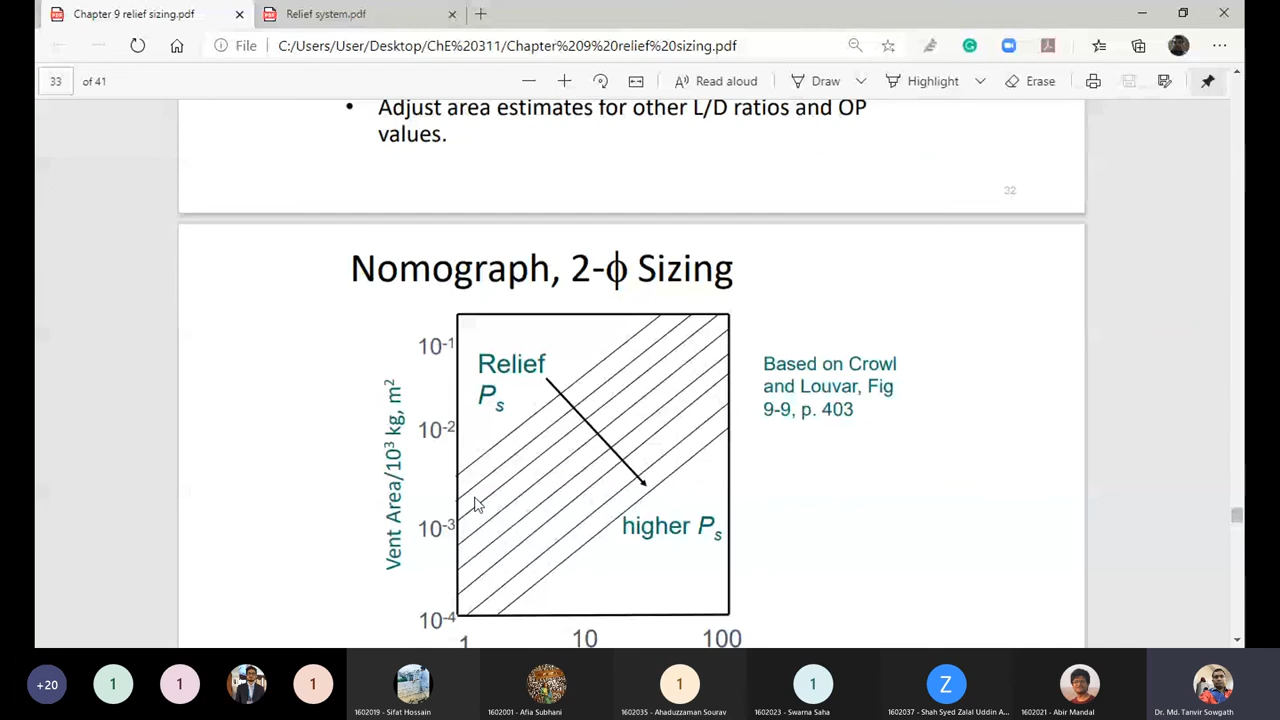 Chapter 9 relief sizing.pdf
Relief system.pdf
File
C:/Users/User/Desktop/ChE%20311/Chapter%209%20relief%20sizing.pdf
33 of 41
Read aloud
Draw
Highlight
Erase
• Adjust area estimates for other L/D ratios and OP
values.
32
Nomograph, 2-ϕ Sizing
10⁻¹
Relief
Pₛ
Based on Crowl
and Louvar, Fig
9-9, p. 403
Vent Area/10³ kg, m²
10⁻²
10⁻³
higher Pₛ
10⁻⁴
1
10
100
+20
1
1
1
1
1
Z
1602019 - Sifat Hossain
1602001 - Afia Subhani
1602035 - Ahaduzzaman Sourav
1602023 - Swarna Saha
1602037 - Shah Syed Zalal Uddin A...
1602021 - Abir Mandal
Dr. Md. Tanvir Sowgath